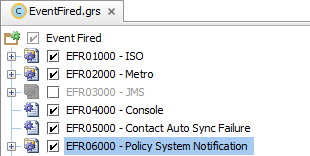 EventFired.grs
Event Fired
EFR01000 - ISO
EFR02000 - Metro
EFR03000 - JMS
EFR04000 - Console
EFR05000 - Contact Auto Sync Failure
EFR06000 - Policy System Notification